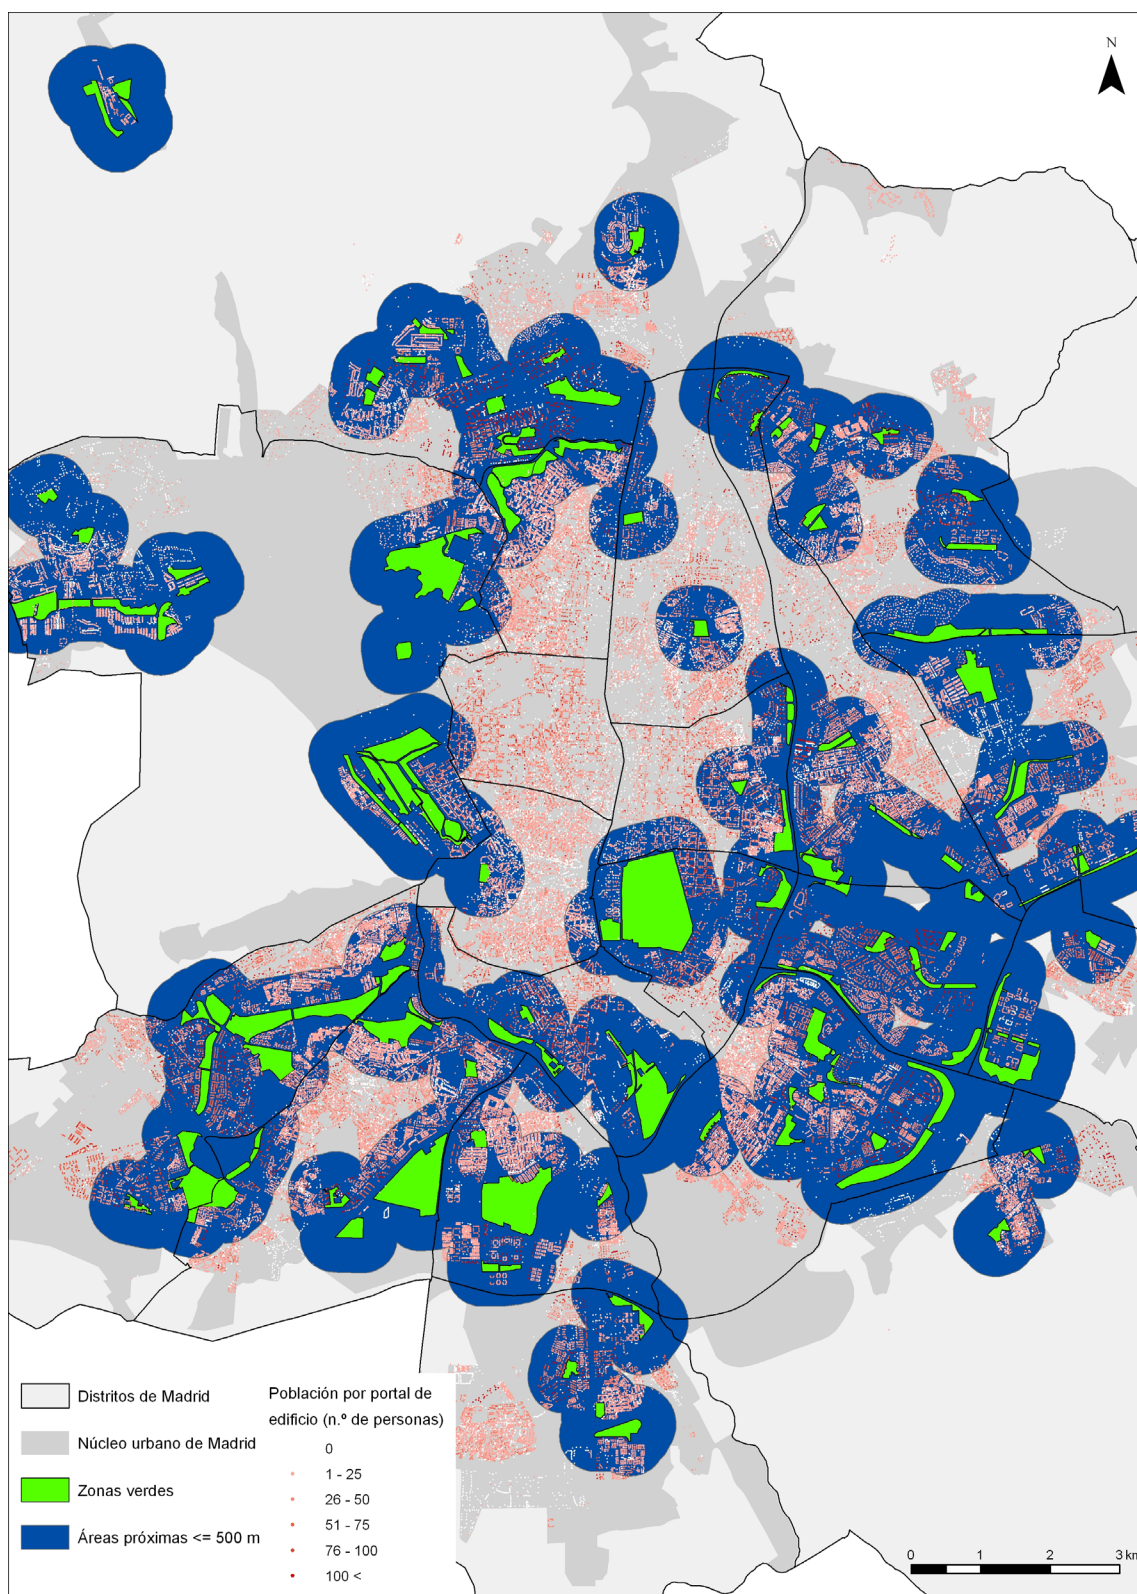 N
Distritos de Madrid
Núcleo urbano de Madrid
Zonas verdes
Áreas próximas <= 500 m
Población por portal de
edificio (n.º de personas)
0
1 - 25
26 - 50
51 - 75
76 - 100
100 <
0 1 2 3 km